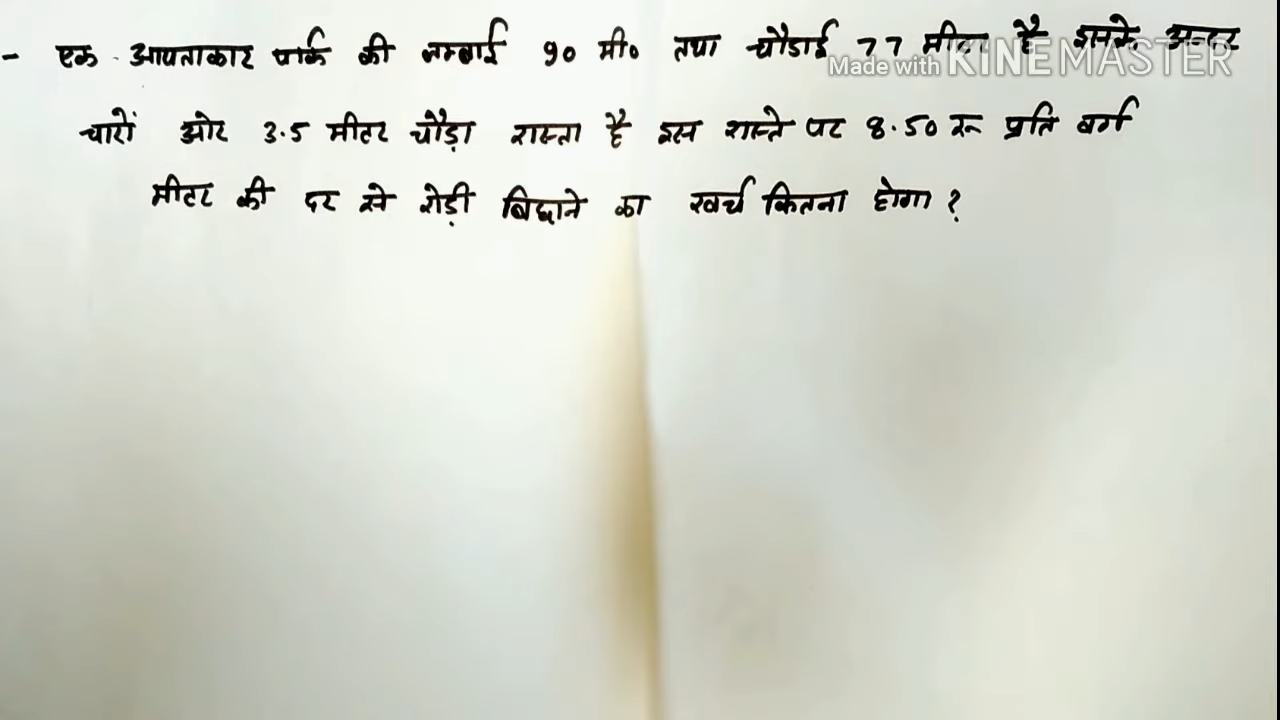 - एक आयताकार पार्क की लम्बाई 90 मी० तथा चौडाई 77 मीटर है इसके अन्दर
Made with KINEMASTER
चारों ओर 3.5 मीटर चौड़ा रास्ता है इस रास्ते पर 8.50 रू प्रति वर्ग
मीटर की दर से रोड़ी बिछाने का खर्च कितना होगा ?